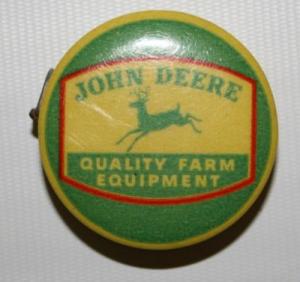 JOHN DEERE
QUALITY FARM
EQUIPMENT